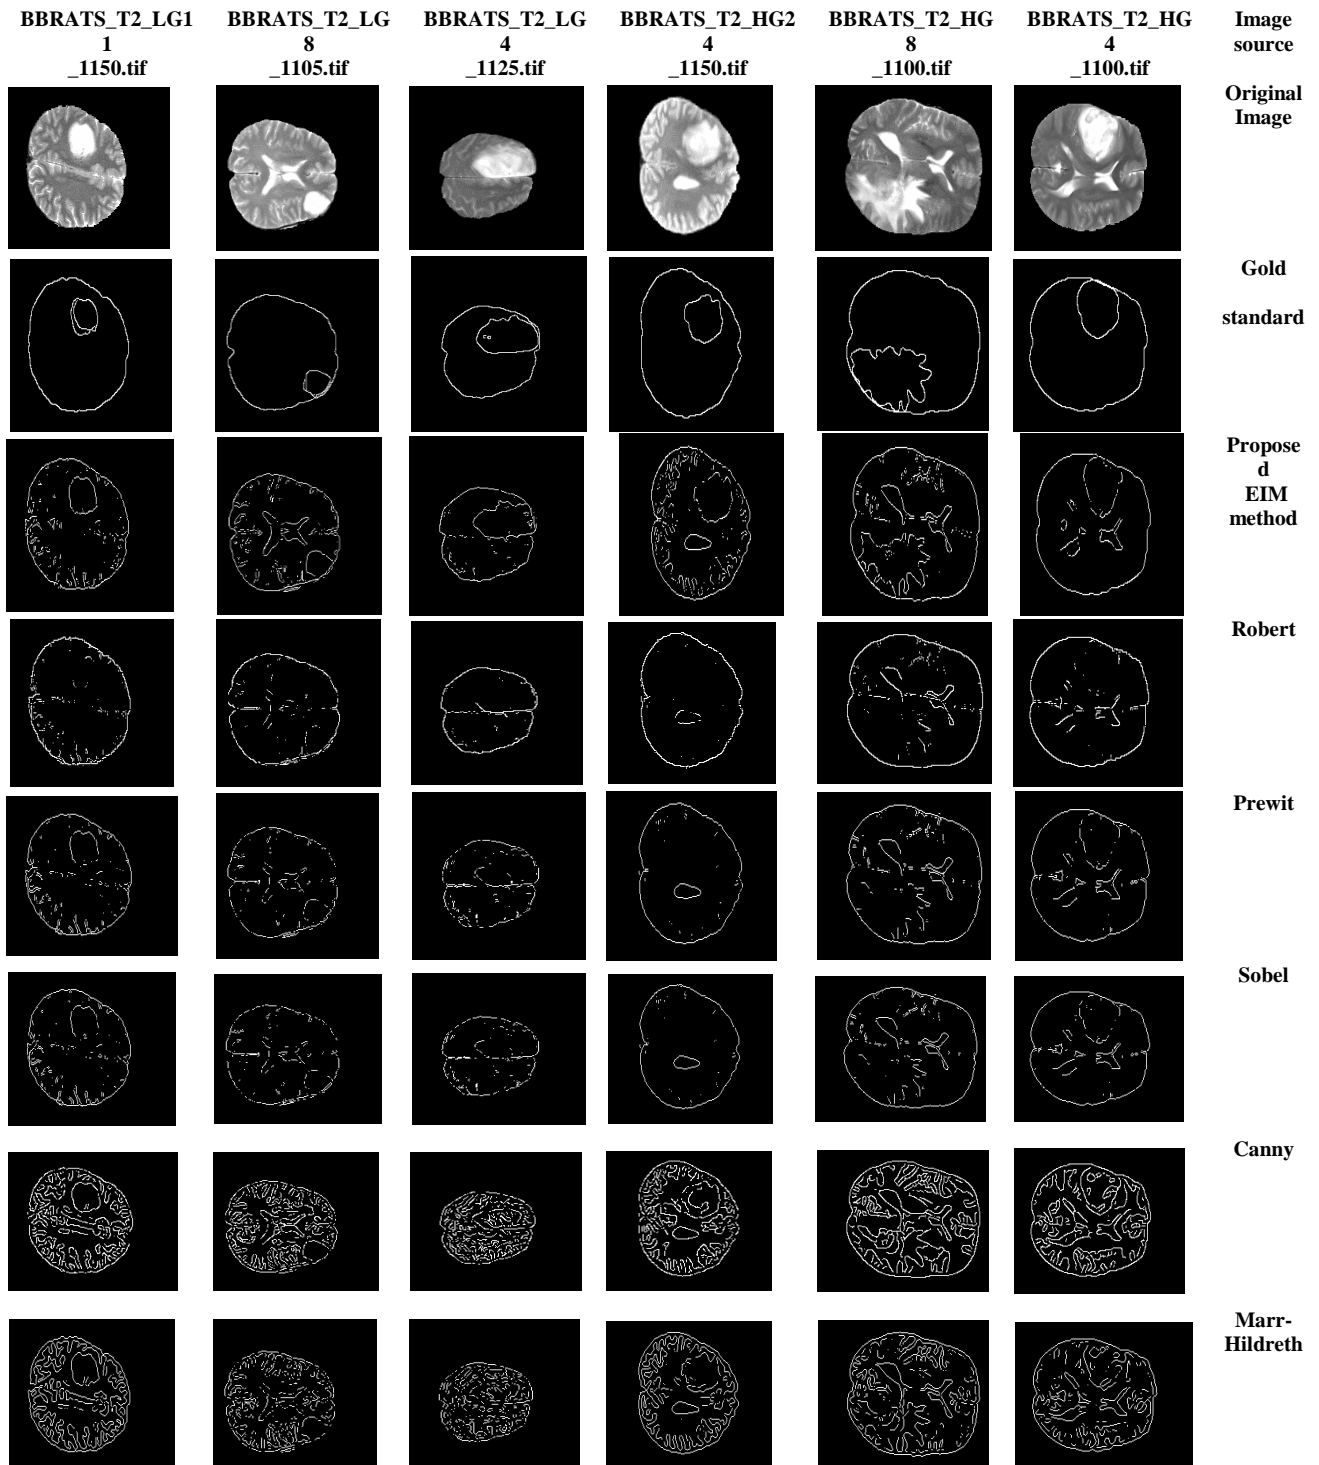 BBRATS_T2_LG1
1
_1150.tif
BBRATS_T2_LG
8
_1105.tif
BBRATS_T2_LG
4
_1125.tif
BBRATS_T2_HG2
4
_1150.tif
BBRATS_T2_HG
8
_1100.tif
BBRATS_T2_HG
4
_1100.tif
Image
source
Original
Image
Gold
standard
Propose
d
EIM
method
Robert
Prewit
Sobel
Canny
Marr-
Hildreth